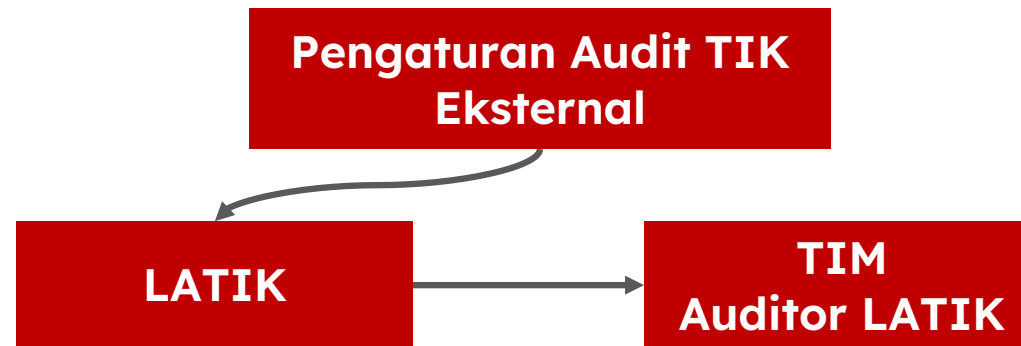 Pengaturan Audit TIK
Eksternal
LATIK
TIM
Auditor LATIK